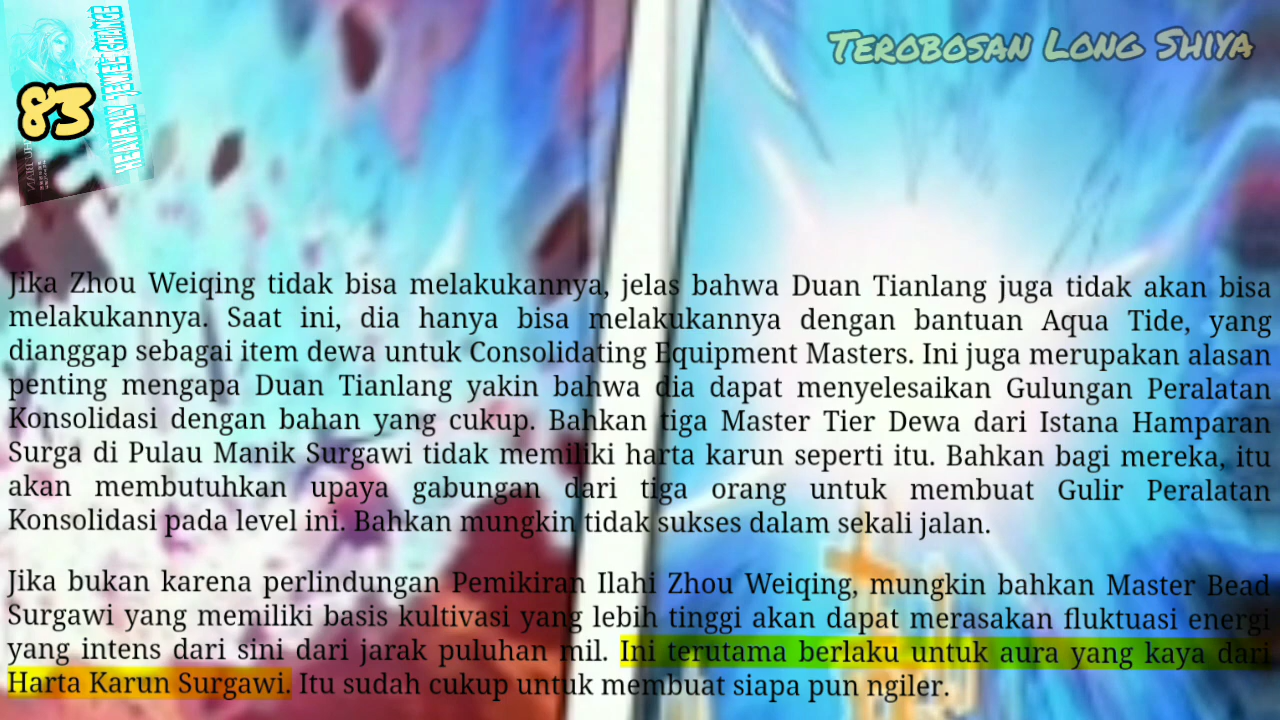 Terobosan Long Shiya
83
HEAVENLY JEWEL CHANGE
Jika Zhou Weiqing tidak bisa melakukannya, jelas bahwa Duan Tianlang juga tidak akan bisa
melakukannya. Saat ini, dia hanya bisa melakukannya dengan bantuan Aqua Tide, yang
dianggap sebagai item dewa untuk Consolidating Equipment Masters. Ini juga merupakan alasan
penting mengapa Duan Tianlang yakin bahwa dia dapat menyelesaikan Gulungan Peralatan
Konsolidasi dengan bahan yang cukup. Bahkan tiga Master Tier Dewa dari Istana Hamparan
Surga di Pulau Manik Surgawi tidak memiliki harta karun seperti itu. Bahkan bagi mereka, itu
akan membutuhkan upaya gabungan dari tiga orang untuk membuat Gulir Peralatan
Konsolidasi pada level ini. Bahkan mungkin tidak sukses dalam sekali jalan.
Jika bukan karena perlindungan Pemikiran Ilahi Zhou Weiqing, mungkin bahkan Master Bead
Surgawi yang memiliki basis kultivasi yang lebih tinggi akan dapat merasakan fluktuasi energi
yang intens dari sini dari jarak puluhan mil. Ini terutama berlaku untuk aura yang kaya dari
Harta Karun Surgawi. Itu sudah cukup untuk membuat siapa pun ngiler.